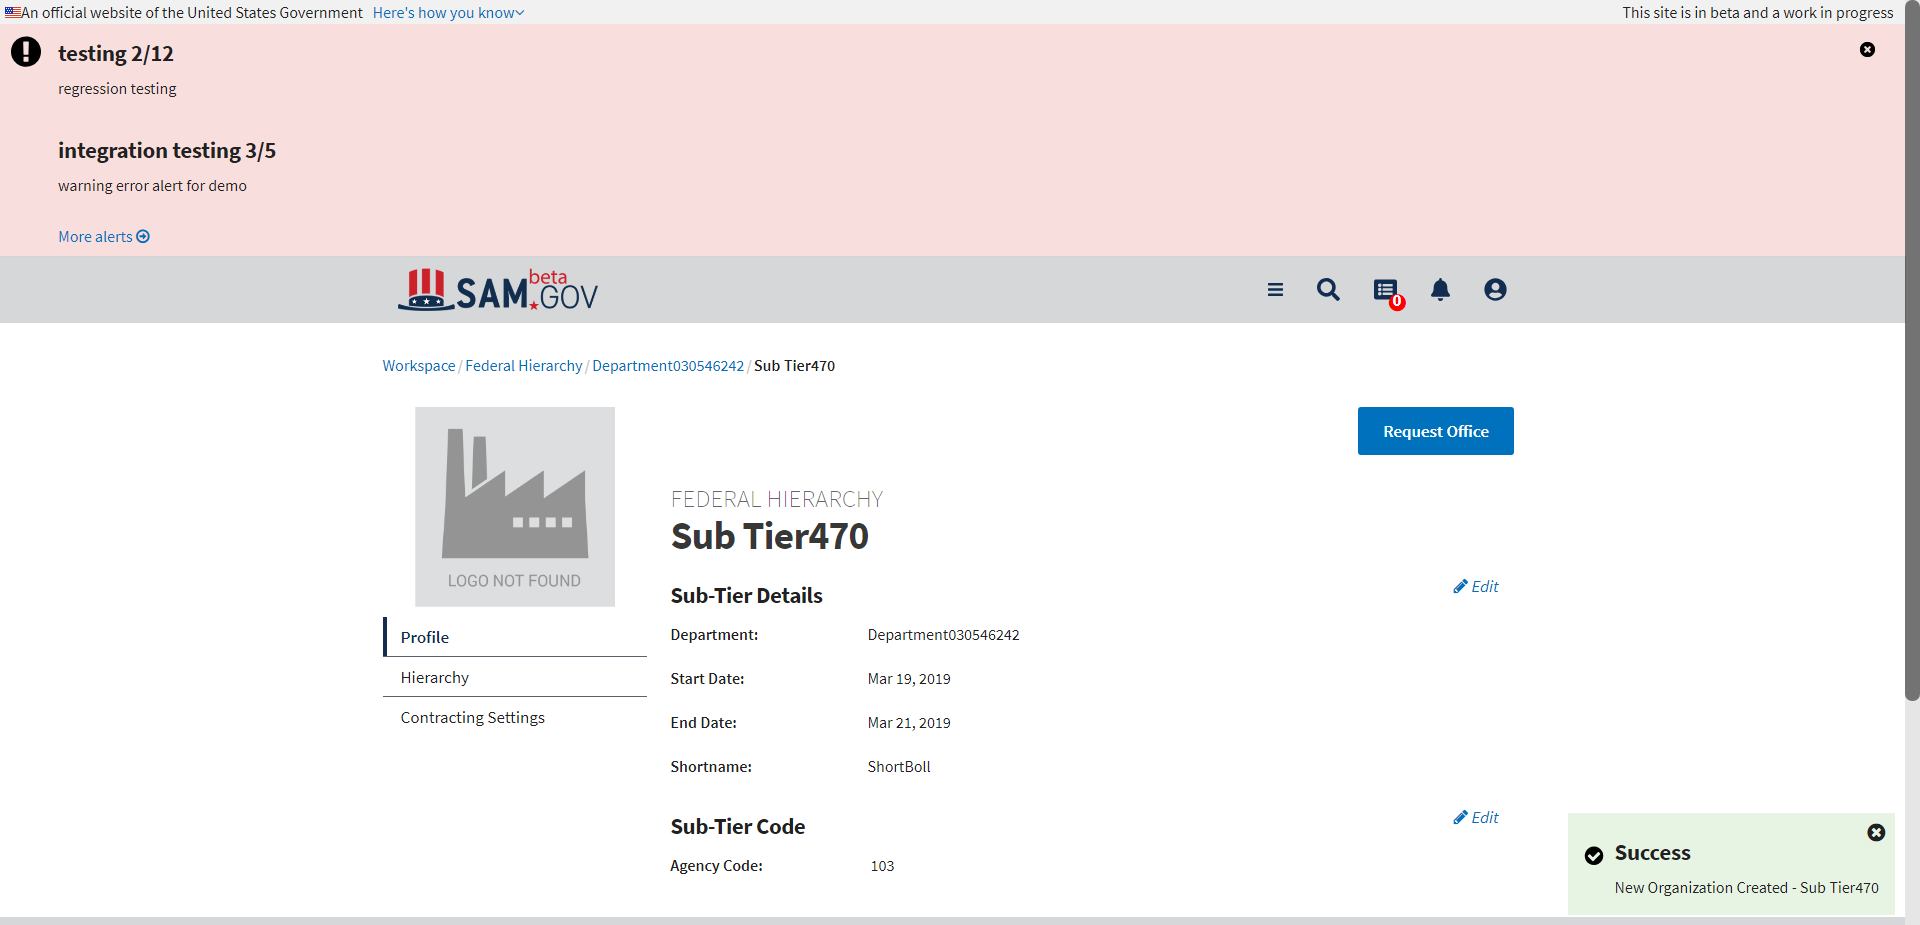 An official website of the United States Government Here's how you know
This site is in beta and a work in progress
testing 2/12
regression testing
integration testing 3/5
warning error alert for demo
More alerts
SAM.GOV beta
0
Workspace / Federal Hierarchy / Department030546242 / Sub Tier470
LOGO NOT FOUND
Profile
Hierarchy
Contracting Settings
Request Office
FEDERAL HIERARCHY
Sub Tier470
Sub-Tier Details
Edit
Department: Department030546242
Start Date: Mar 19, 2019
End Date: Mar 21, 2019
Shortname: ShortBoll
Sub-Tier Code
Edit
Agency Code: 103
Success
New Organization Created - Sub Tier470